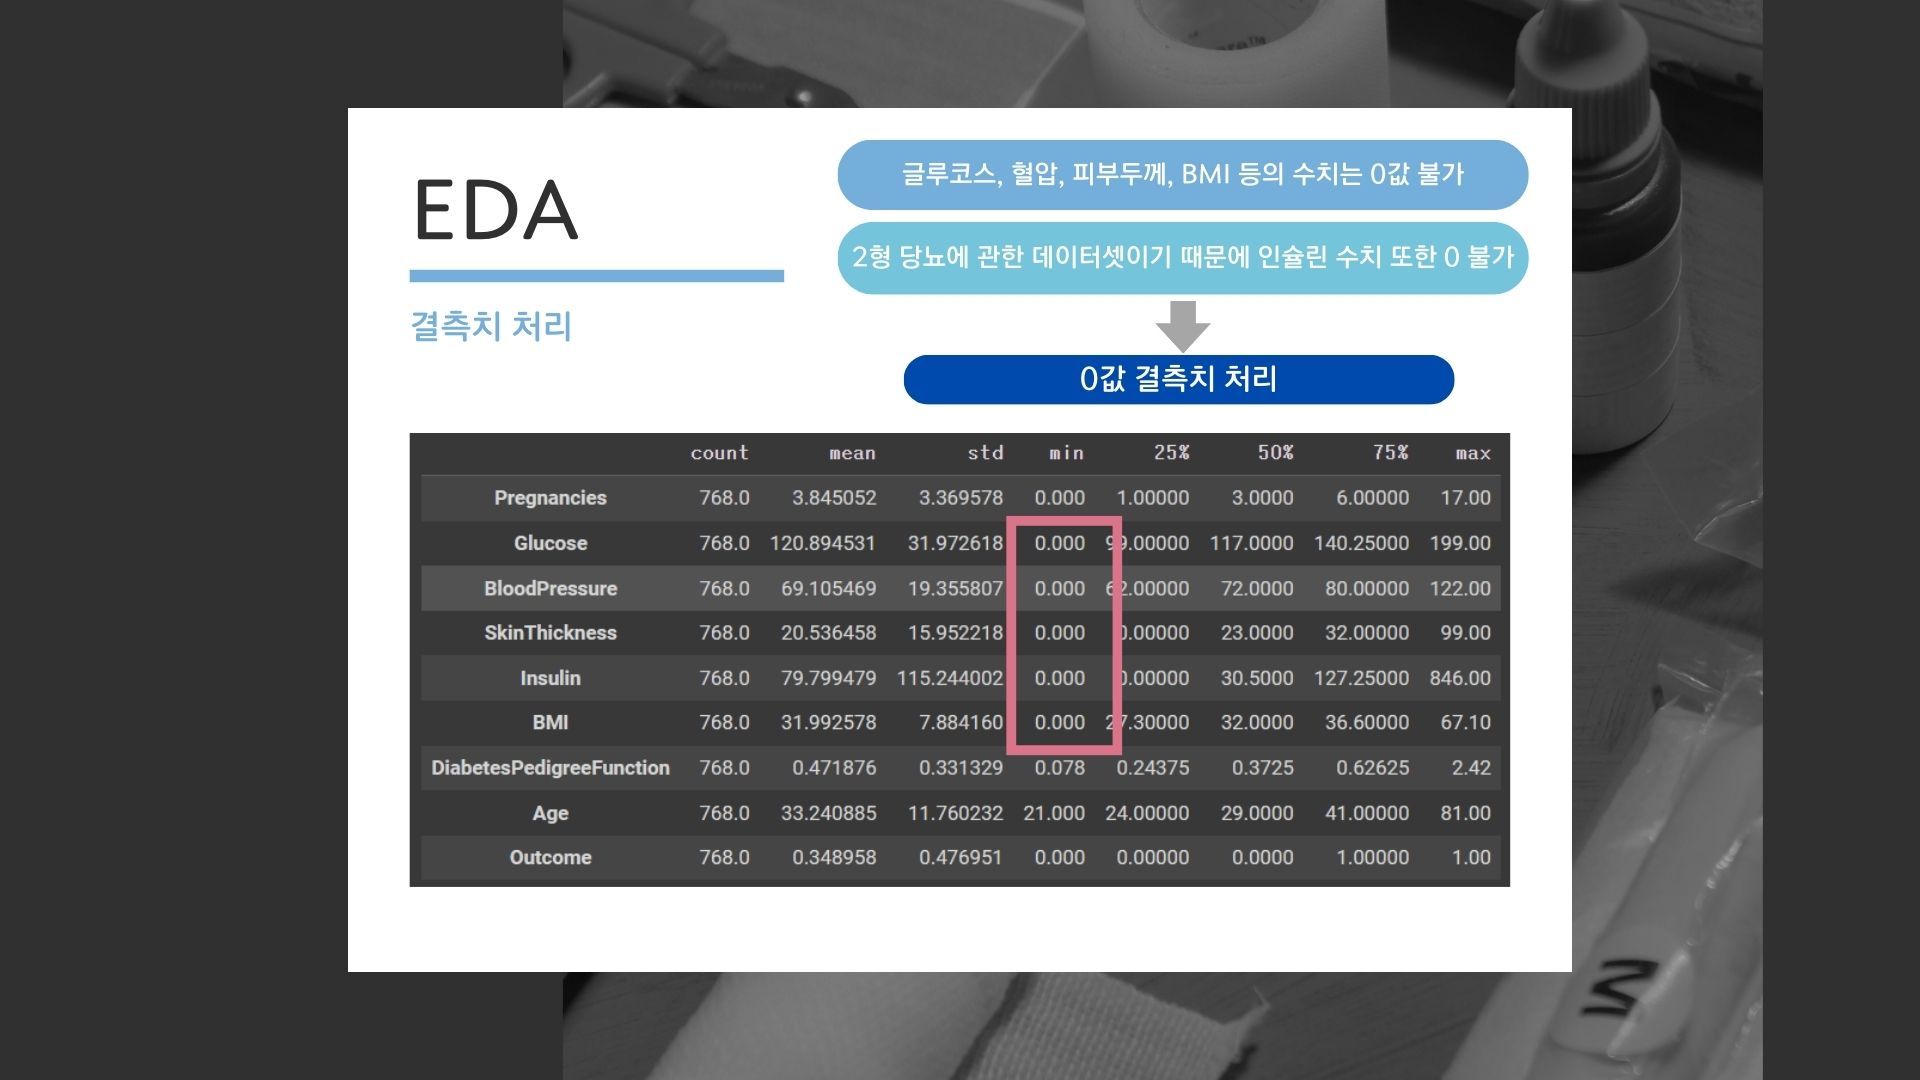 EDA
결측치 처리
글루코스, 혈압, 피부두께, BMI 등의 수치는 0값 불가
2형 당뇨에 관한 데이터셋이기 때문에 인슐린 수치 또한 0 불가
0값 결측치 처리
count mean std min 25% 50% 75% max
Pregnancies 768.0 3.845052 3.369578 0.000 1.00000 3.0000 6.00000 17.00
Glucose 768.0 120.894531 31.972618 0.000 99.00000 117.0000 140.25000 199.00
BloodPressure 768.0 69.105469 19.355807 0.000 62.00000 72.0000 80.00000 122.00
SkinThickness 768.0 20.536458 15.952218 0.000 0.00000 23.0000 32.00000 99.00
Insulin 768.0 79.799479 115.244002 0.000 0.00000 30.5000 127.25000 846.00
BMI 768.0 31.992578 7.884160 0.000 27.30000 32.0000 36.60000 67.10
DiabetesPedigreeFunction 768.0 0.471876 0.331329 0.078 0.24375 0.3725 0.62625 2.42
Age 768.0 33.240885 11.760232 21.000 24.00000 29.0000 41.00000 81.00
Outcome 768.0 0.348958 0.476951 0.000 0.00000 0.0000 1.00000 1.00
M